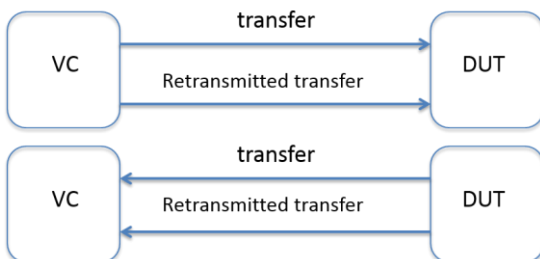 transfer
VC
DUT
Retransmitted transfer
transfer
VC
DUT
Retransmitted transfer